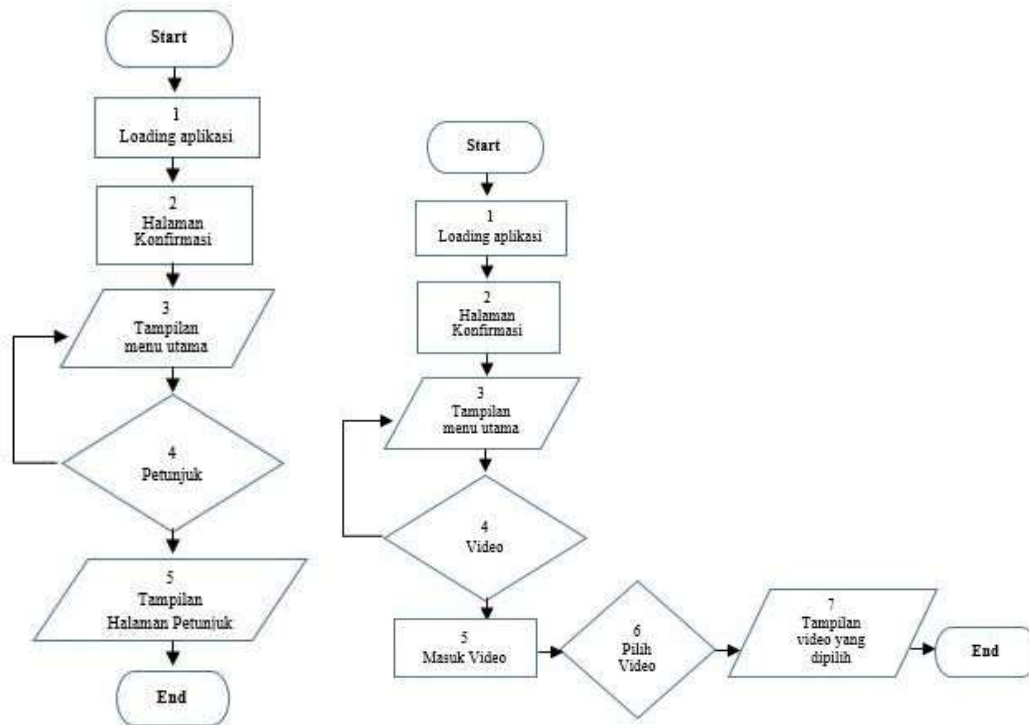 Start
1
Loading aplikasi
2
Halaman
Konfirmasi
3
Tampilan
menu utama
4
Petunjuk
5
Tampilan
Halaman Petunjuk
End
Start
1
Loading aplikasi
2
Halaman
Konfirmasi
3
Tampilan
menu utama
4
Video
5
Masuk Video
6
Pilih
Video
7
Tampilan
video yang
dipilih
End